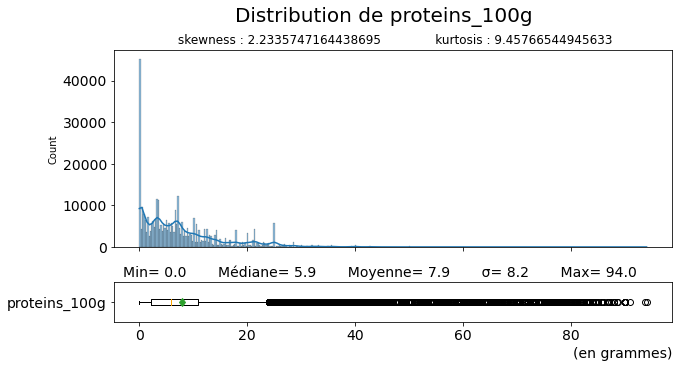 Distribution de proteins_100g
skewness : 2.2335747164438695 kurtosis : 9.45766544945633
Count
40000
30000
20000
10000
0
Min= 0.0 Médiane= 5.9 Moyenne= 7.9 σ= 8.2 Max= 94.0
proteins_100g
0 20 40 60 80
(en grammes)